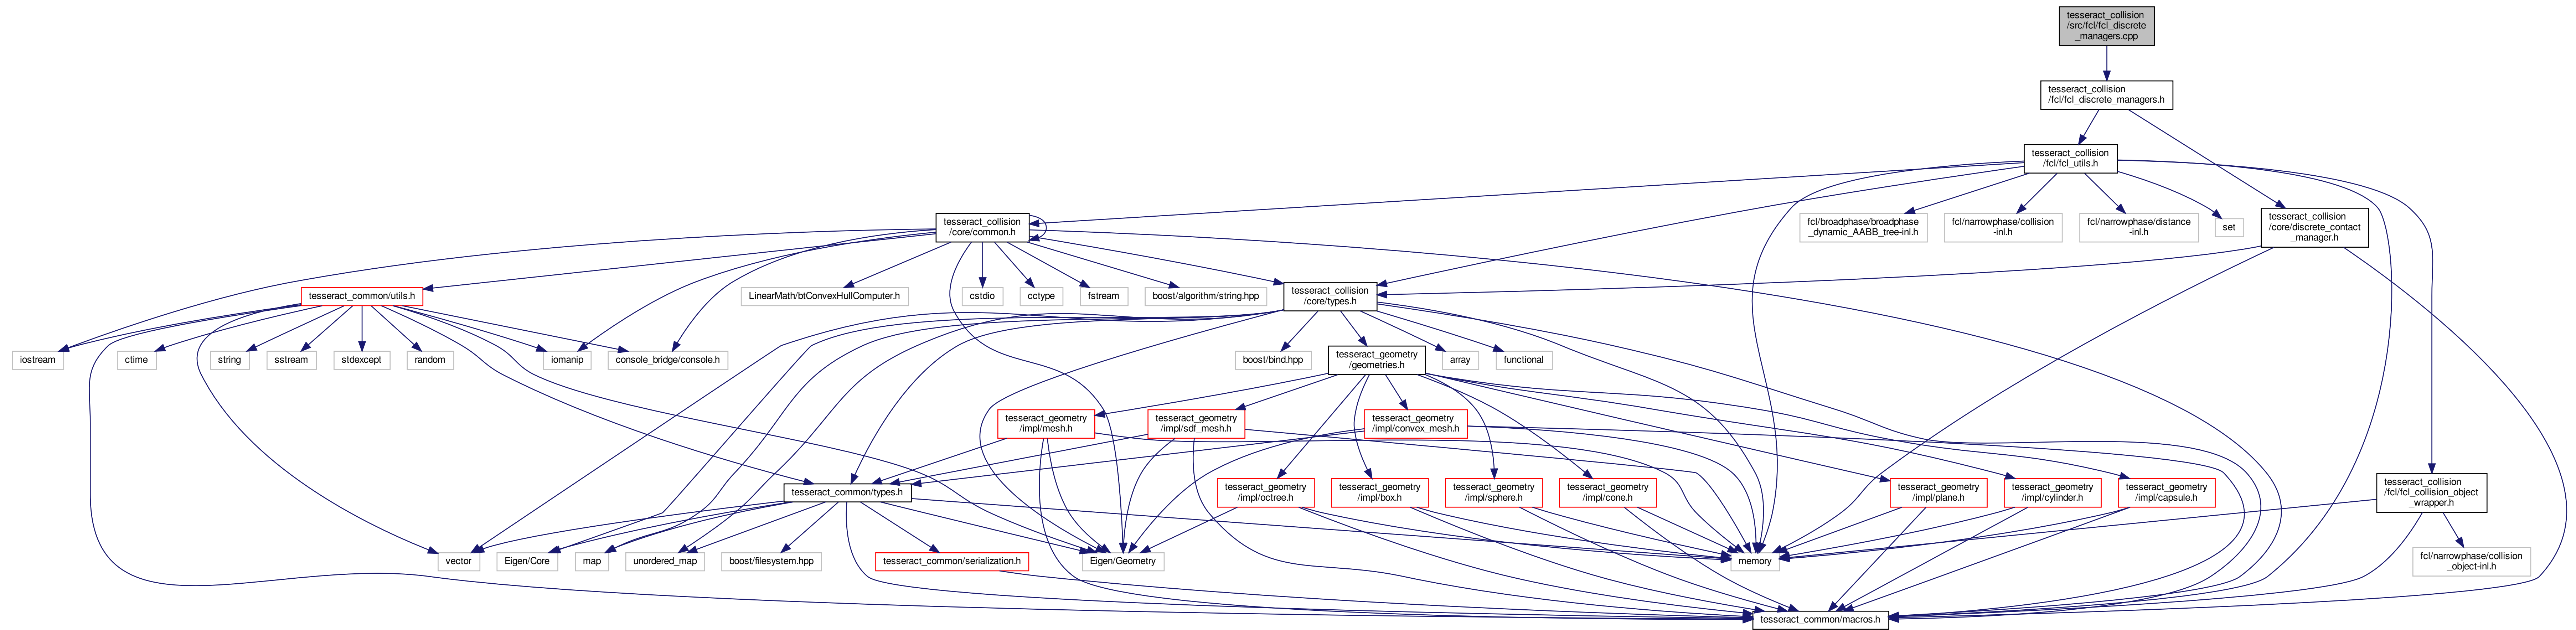 tesseract_collision
/src/fcl/fcl_discrete
_managers.cpp
tesseract_collision
/fcl/fcl_discrete_managers.h
tesseract_collision
/fcl/fcl_utils.h
tesseract_collision
/core/common.h
fcl/broadphase/broadphase
_dynamic_AABB_tree-inl.h
fcl/narrowphase/collision
-inl.h
fcl/narrowphase/distance
-inl.h
set
tesseract_collision
/core/discrete_contact
_manager.h
tesseract_common/utils.h
LinearMath/btConvexHullComputer.h
cstdio
cctype
fstream
boost/algorithm/string.hpp
tesseract_collision
/core/types.h
iostream
ctime
string
sstream
stdexcept
random
iomanip
console_bridge/console.h
boost/bind.hpp
tesseract_geometry
/geometries.h
array
functional
tesseract_geometry
/impl/mesh.h
tesseract_geometry
/impl/sdf_mesh.h
tesseract_geometry
/impl/convex_mesh.h
tesseract_common/types.h
tesseract_geometry
/impl/octree.h
tesseract_geometry
/impl/box.h
tesseract_geometry
/impl/sphere.h
tesseract_geometry
/impl/cone.h
tesseract_geometry
/impl/plane.h
tesseract_geometry
/impl/cylinder.h
tesseract_geometry
/impl/capsule.h
tesseract_collision
/fcl/fcl_collision_object
_wrapper.h
vector
Eigen/Core
map
unordered_map
boost/filesystem.hpp
tesseract_common/serialization.h
Eigen/Geometry
memory
fcl/narrowphase/collision
_object-inl.h
tesseract_common/macros.h